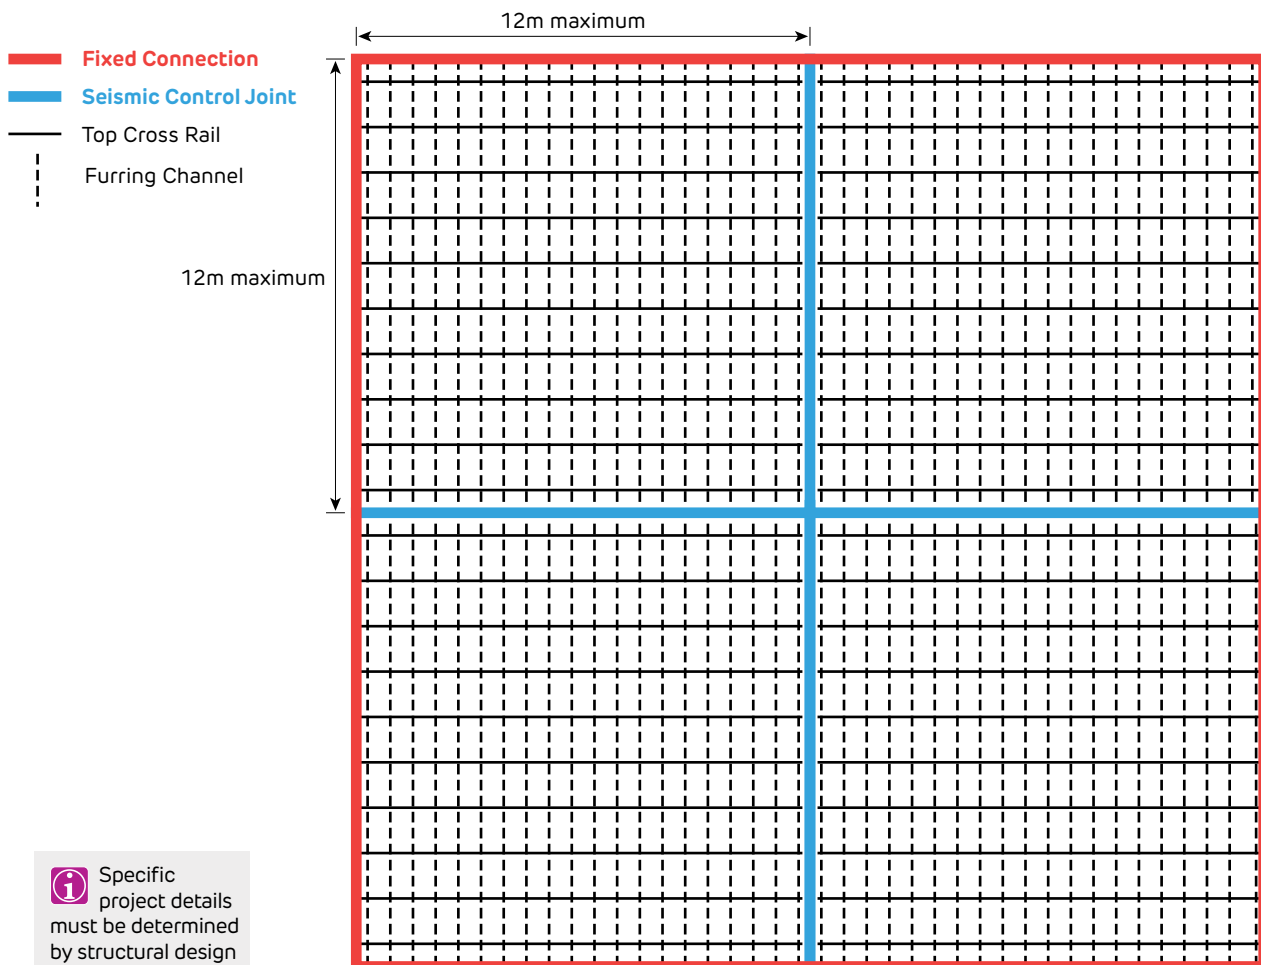 12m maximum
Fixed Connection
Seismic Control Joint
Top Cross Rail
Furring Channel
12m maximum
i Specific
project details
must be determined
by structural design